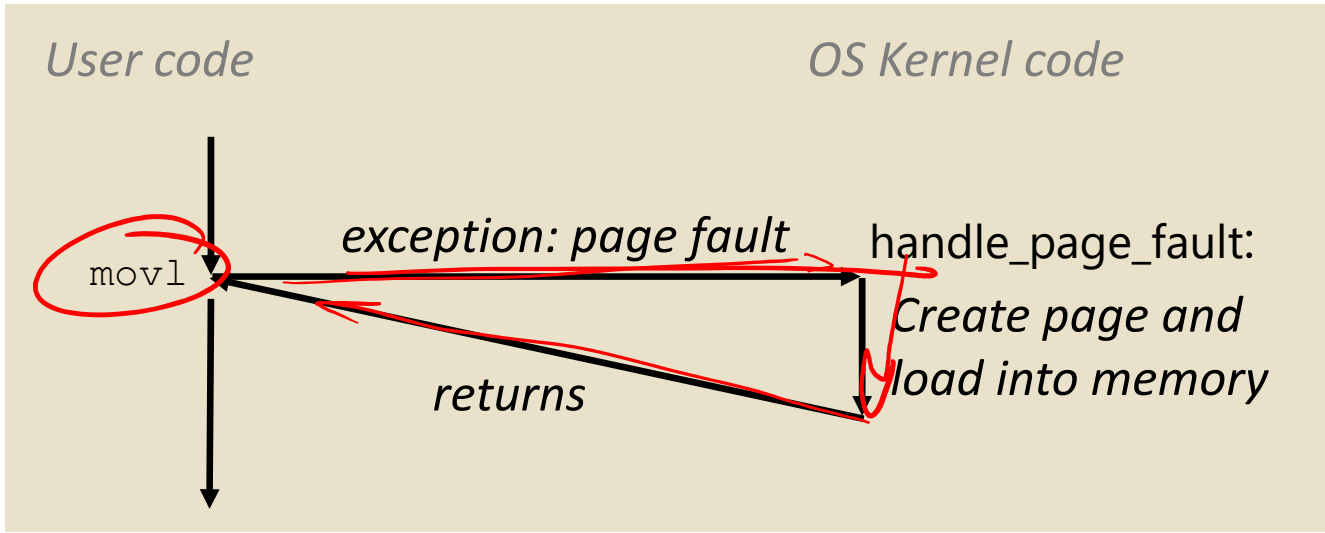 User code
OS Kernel code
exception: page fault
handle_page_fault:
movl
Create page and
load into memory
returns